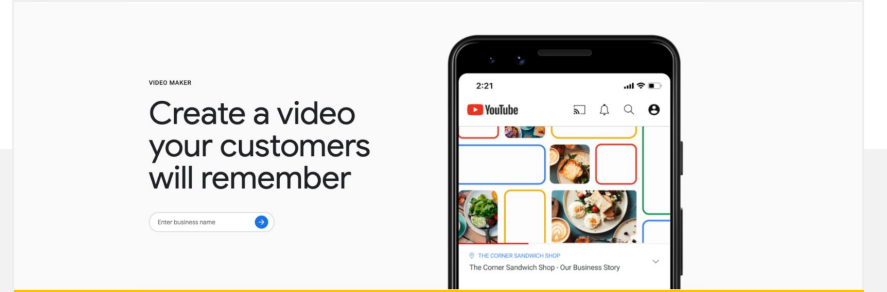 VIDEO MAKER
Create a video
your customers
will remember
Enter business name
2:21
YouTube
THE CORNER SANDWICH SHOP
The Corner Sandwich Shop - Our Business Story